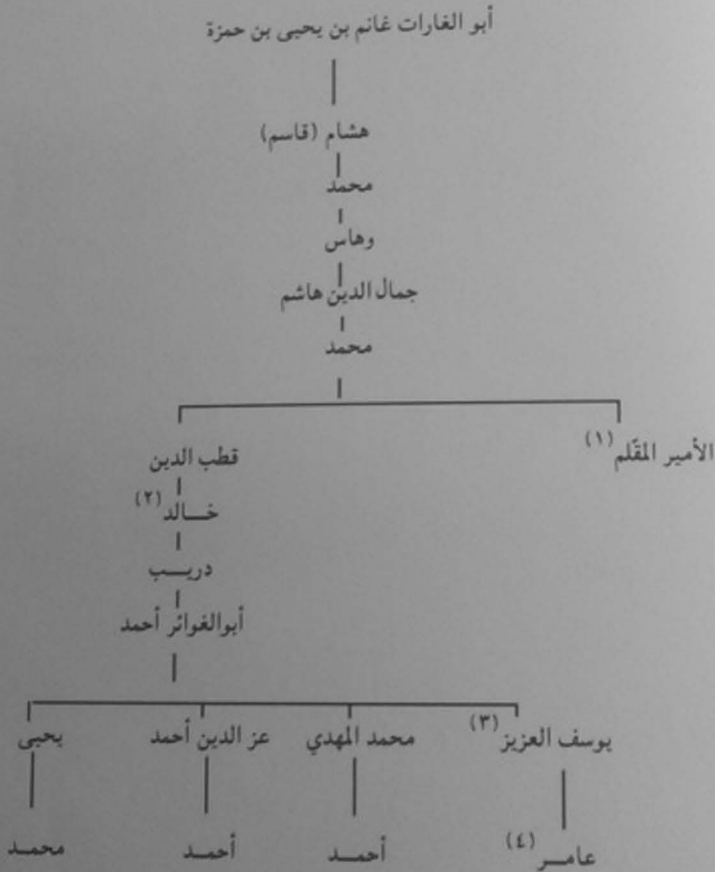 أبو الغارات غانم بن يحيى بن حمزة
هشام (قاسم)
محمد
وهاس
جمال الدين هاشم
محمد
الأمير المقلم (١)
قطب الدين
خالد (٢)
دريب
أبوالغوائر أحمد
يوسف العزيز (٣)
محمد المهدي
عز الدين أحمد
يحيى
عامر (٤)
أحمد
أحمد
محمد